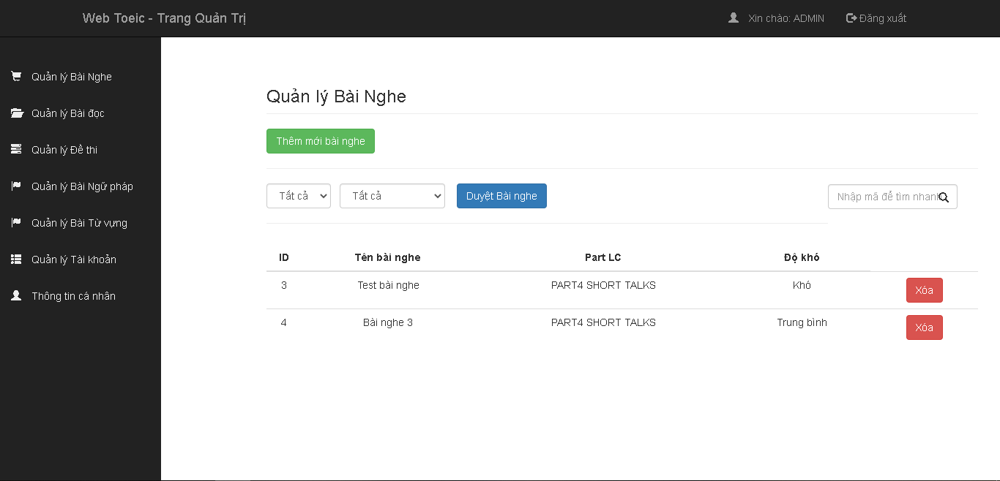 Web Toeic - Trang Quản Trị
Xin chào: ADMIN Đăng xuất
Quản lý Bài Nghe
Quản lý Bài đọc
Quản lý Đề thi
Quản lý Bài Ngữ pháp
Quản lý Bài Từ vựng
Quản lý Tài khoản
Thông tin cá nhân
Quản lý Bài Nghe
Thêm mới bài nghe
Tất cả Tất cả Duyệt Bài nghe Nhập mã để tìm nhanh
ID Tên bài nghe Part LC Độ khó
3 Test bài nghe PART4 SHORT TALKS Khó Xóa
4 Bài nghe 3 PART4 SHORT TALKS Trung bình Xóa